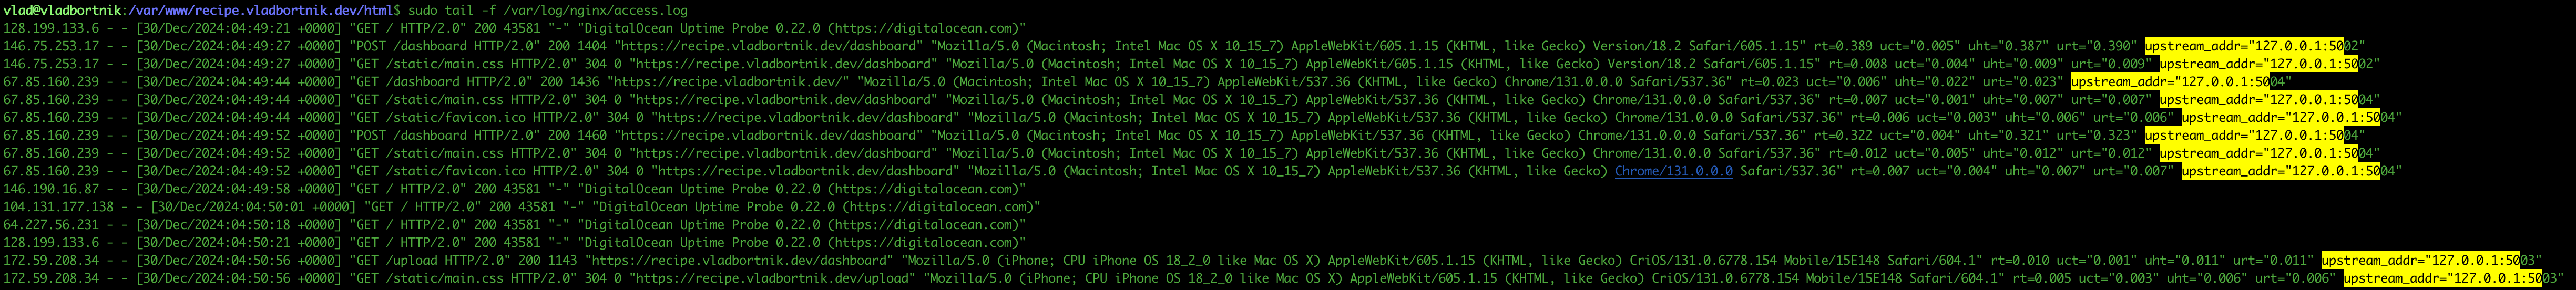 vlad@vladbortnik:/var/www/recipe.vladbortnik.dev/html$ sudo tail -f /var/log/nginx/access.log
128.199.133.6 - - [30/Dec/2024:04:49:21 +0000] "GET / HTTP/2.0" 200 43581 "-" "DigitalOcean Uptime Probe 0.22.0 (https://digitalocean.com)"
146.75.253.17 - - [30/Dec/2024:04:49:27 +0000] "POST /dashboard HTTP/2.0" 200 1404 "https://recipe.vladbortnik.dev/dashboard" "Mozilla/5.0 (Macintosh; Intel Mac OS X 10_15_7) AppleWebKit/605.1.15 (KHTML, like Gecko) Version/18.2 Safari/605.1.15" rt=0.389 uct="0.005" uht="0.387" urt="0.390" upstream_addr="127.0.0.1:5002"
146.75.253.17 - - [30/Dec/2024:04:49:27 +0000] "GET /static/main.css HTTP/2.0" 304 0 "https://recipe.vladbortnik.dev/dashboard" "Mozilla/5.0 (Macintosh; Intel Mac OS X 10_15_7) AppleWebKit/605.1.15 (KHTML, like Gecko) Version/18.2 Safari/605.1.15" rt=0.008 uct="0.004" uht="0.009" urt="0.009" upstream_addr="127.0.0.1:5002"
67.85.160.239 - - [30/Dec/2024:04:49:44 +0000] "GET /dashboard HTTP/2.0" 200 1436 "https://recipe.vladbortnik.dev/" "Mozilla/5.0 (Macintosh; Intel Mac OS X 10_15_7) AppleWebKit/537.36 (KHTML, like Gecko) Chrome/131.0.0.0 Safari/537.36" rt=0.023 uct="0.006" uht="0.022" urt="0.023" upstream_addr="127.0.0.1:5004"
67.85.160.239 - - [30/Dec/2024:04:49:44 +0000] "GET /static/main.css HTTP/2.0" 304 0 "https://recipe.vladbortnik.dev/dashboard" "Mozilla/5.0 (Macintosh; Intel Mac OS X 10_15_7) AppleWebKit/537.36 (KHTML, like Gecko) Chrome/131.0.0.0 Safari/537.36" rt=0.007 uct="0.001" uht="0.007" urt="0.007" upstream_addr="127.0.0.1:5004"
67.85.160.239 - - [30/Dec/2024:04:49:44 +0000] "GET /static/favicon.ico HTTP/2.0" 304 0 "https://recipe.vladbortnik.dev/dashboard" "Mozilla/5.0 (Macintosh; Intel Mac OS X 10_15_7) AppleWebKit/537.36 (KHTML, like Gecko) Chrome/131.0.0.0 Safari/537.36" rt=0.006 uct="0.003" uht="0.006" urt="0.006" upstream_addr="127.0.0.1:5004"
67.85.160.239 - - [30/Dec/2024:04:49:52 +0000] "POST /dashboard HTTP/2.0" 200 1460 "https://recipe.vladbortnik.dev/dashboard" "Mozilla/5.0 (Macintosh; Intel Mac OS X 10_15_7) AppleWebKit/537.36 (KHTML, like Gecko) Chrome/131.0.0.0 Safari/537.36" rt=0.322 uct="0.004" uht="0.321" urt="0.323" upstream_addr="127.0.0.1:5004"
67.85.160.239 - - [30/Dec/2024:04:49:52 +0000] "GET /static/main.css HTTP/2.0" 304 0 "https://recipe.vladbortnik.dev/dashboard" "Mozilla/5.0 (Macintosh; Intel Mac OS X 10_15_7) AppleWebKit/537.36 (KHTML, like Gecko) Chrome/131.0.0.0 Safari/537.36" rt=0.012 uct="0.005" uht="0.012" urt="0.012" upstream_addr="127.0.0.1:5004"
67.85.160.239 - - [30/Dec/2024:04:49:52 +0000] "GET /static/favicon.ico HTTP/2.0" 304 0 "https://recipe.vladbortnik.dev/dashboard" "Mozilla/5.0 (Macintosh; Intel Mac OS X 10_15_7) AppleWebKit/537.36 (KHTML, like Gecko) Chrome/131.0.0.0 Safari/537.36" rt=0.007 uct="0.004" uht="0.007" urt="0.007" upstream_addr="127.0.0.1:5004"
146.190.16.87 - - [30/Dec/2024:04:49:58 +0000] "GET / HTTP/2.0" 200 43581 "-" "DigitalOcean Uptime Probe 0.22.0 (https://digitalocean.com)"
104.131.177.138 - - [30/Dec/2024:04:50:01 +0000] "GET / HTTP/2.0" 200 43581 "-" "DigitalOcean Uptime Probe 0.22.0 (https://digitalocean.com)"
64.227.56.231 - - [30/Dec/2024:04:50:18 +0000] "GET / HTTP/2.0" 200 43581 "-" "DigitalOcean Uptime Probe 0.22.0 (https://digitalocean.com)"
128.199.133.6 - - [30/Dec/2024:04:50:21 +0000] "GET / HTTP/2.0" 200 43581 "-" "DigitalOcean Uptime Probe 0.22.0 (https://digitalocean.com)"
172.59.208.34 - - [30/Dec/2024:04:50:56 +0000] "GET /upload HTTP/2.0" 200 1143 "https://recipe.vladbortnik.dev/dashboard" "Mozilla/5.0 (iPhone; CPU iPhone OS 18_2_0 like Mac OS X) AppleWebKit/605.1.15 (KHTML, like Gecko) CriOS/131.0.6778.154 Mobile/15E148 Safari/604.1" rt=0.010 uct="0.001" uht="0.011" urt="0.011" upstream_addr="127.0.0.1:5003"
172.59.208.34 - - [30/Dec/2024:04:50:56 +0000] "GET /static/main.css HTTP/2.0" 304 0 "https://recipe.vladbortnik.dev/upload" "Mozilla/5.0 (iPhone; CPU iPhone OS 18_2_0 like Mac OS X) AppleWebKit/605.1.15 (KHTML, like Gecko) CriOS/131.0.6778.154 Mobile/15E148 Safari/604.1" rt=0.005 uct="0.003" uht="0.006" urt="0.006" upstream_addr="127.0.0.1:5003"